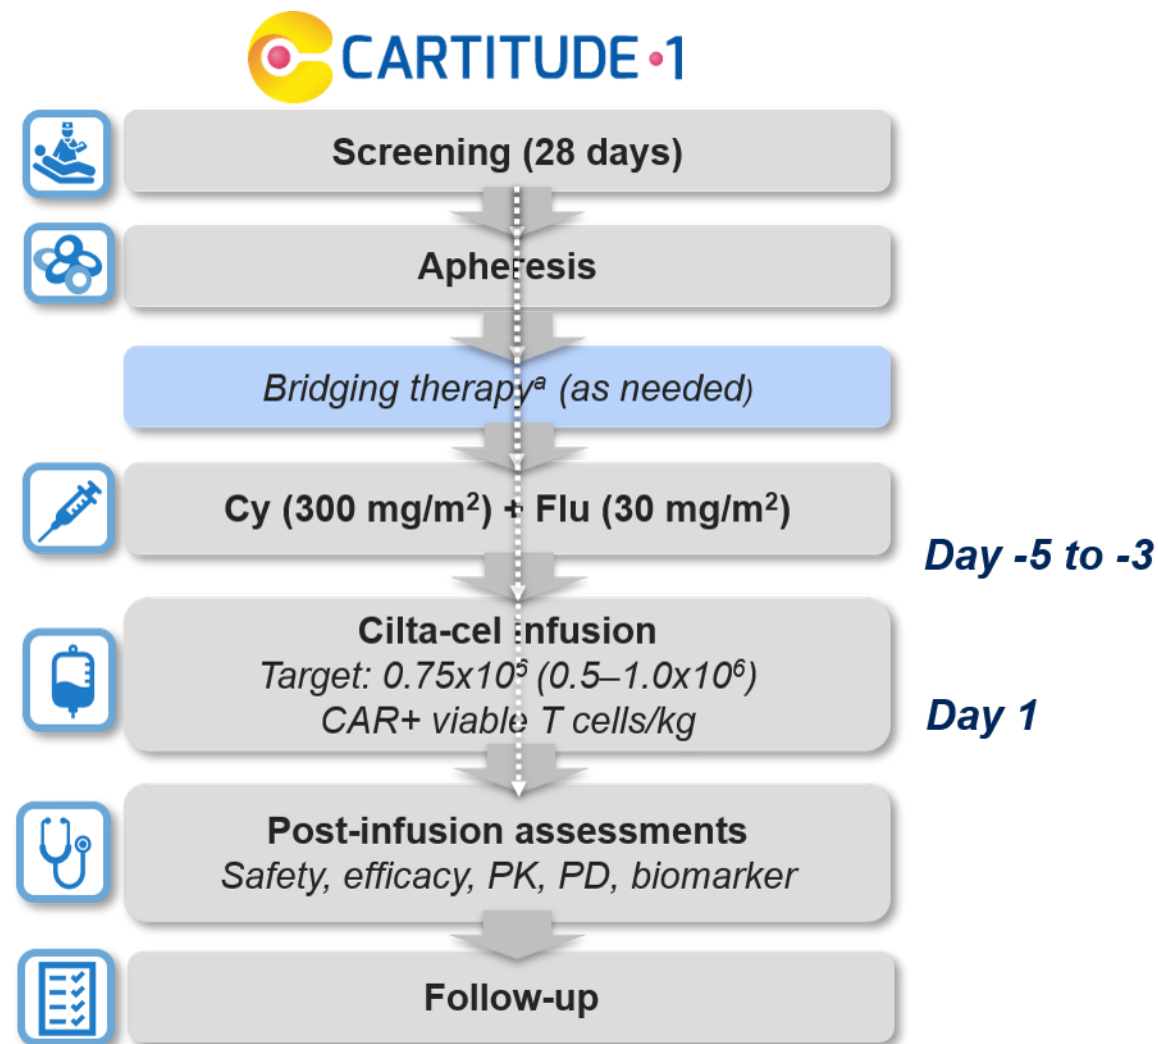 CARTITUDE•1
Screening (28 days)
Apheresis
Bridging therapyᵃ (as needed)
Cy (300 mg/m²) + Flu (30 mg/m²)
Day -5 to -3
Cilta-cel infusion
Target: 0.75x10⁶ (0.5–1.0x10⁶)
CAR+ viable T cells/kg
Day 1
Post-infusion assessments
Safety, efficacy, PK, PD, biomarker
Follow-up